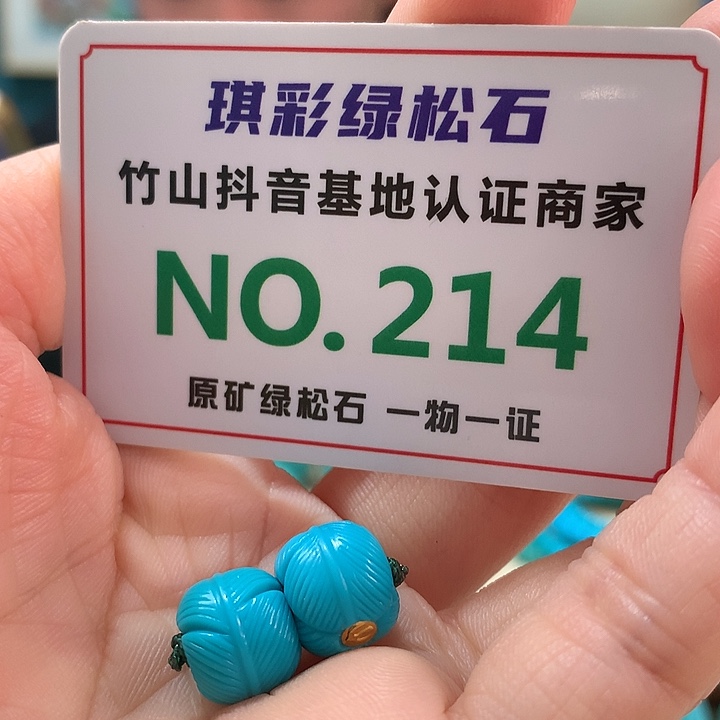 琪彩绿松石
竹山抖音基地认证商家
NO.214
原矿绿松石 一物一证